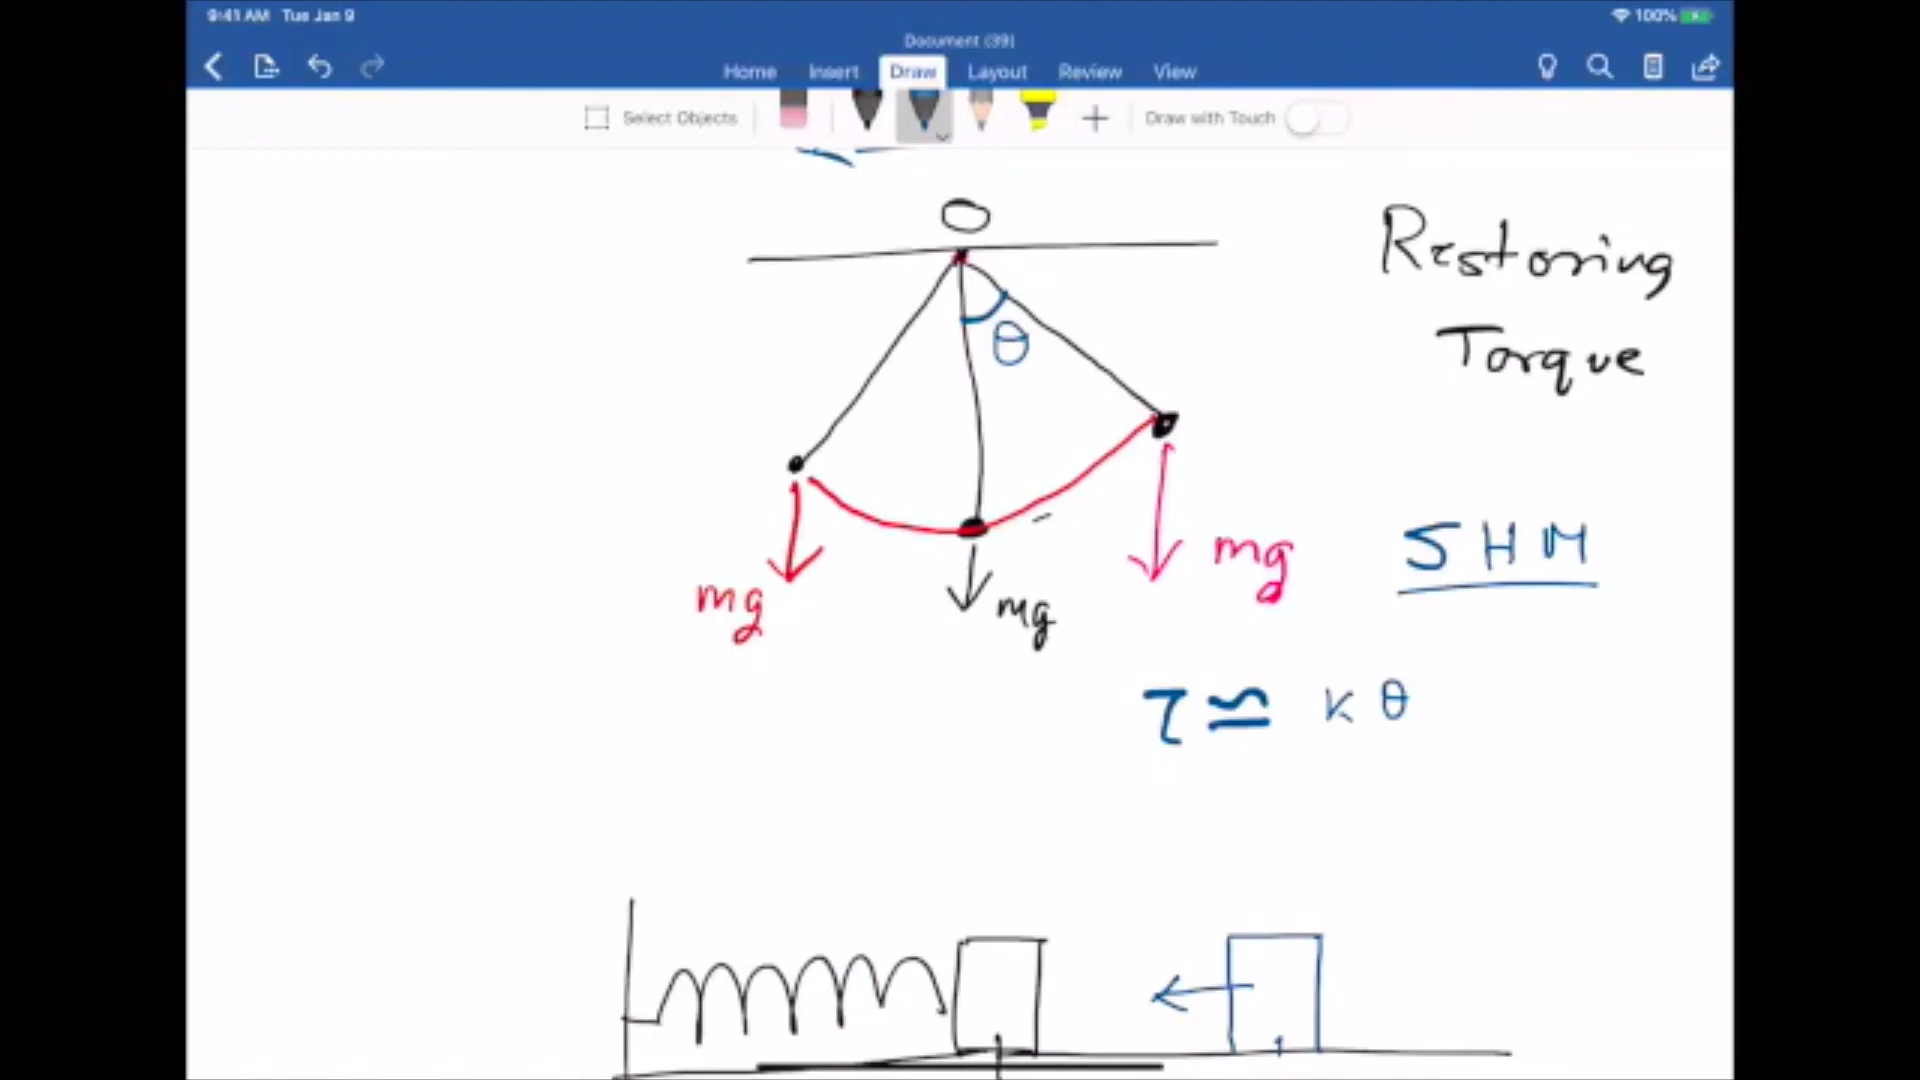 9:41 AM Tue Jan 9
100%
Document (39)
Home Insert Draw Layout Review View
Select Objects
Draw with Touch
O
Restoring
Torque
θ
mg
mg
mg
SHM
τ ≌ K θ